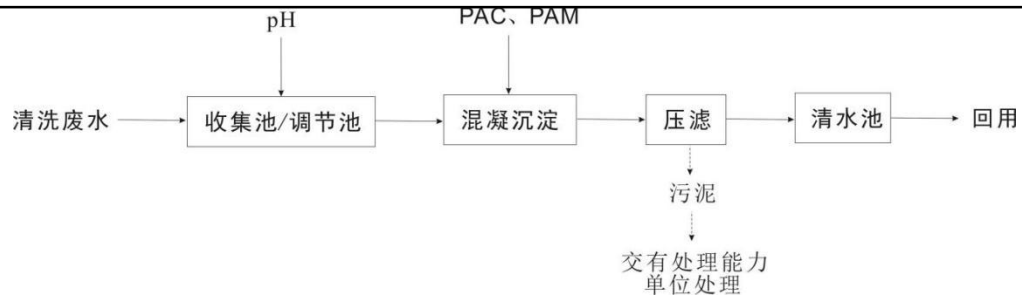 pH
PAC、PAM
清洗废水
收集池/调节池
混凝沉淀
压滤
清水池
回用
污泥
交有处理能力
单位处理